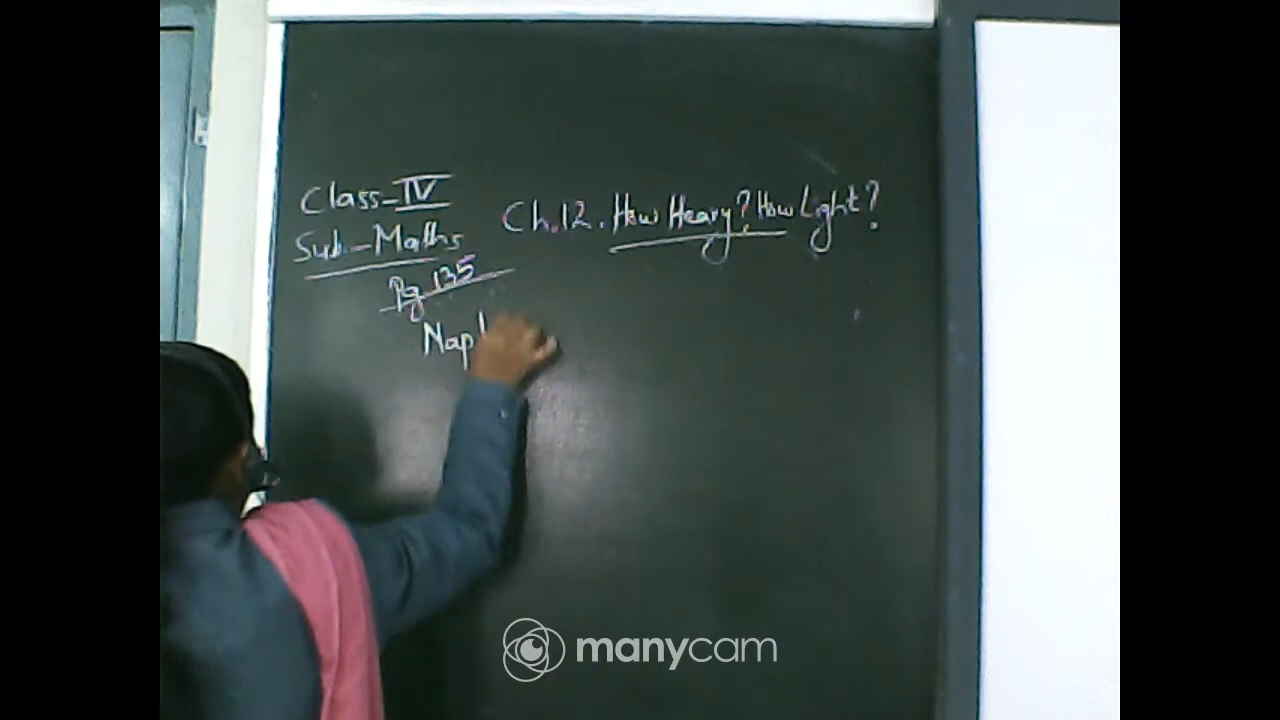 Class-IV
Sub-Maths
Ch.12. How Heavy? How Light?
Pg 135
Nap
manycam